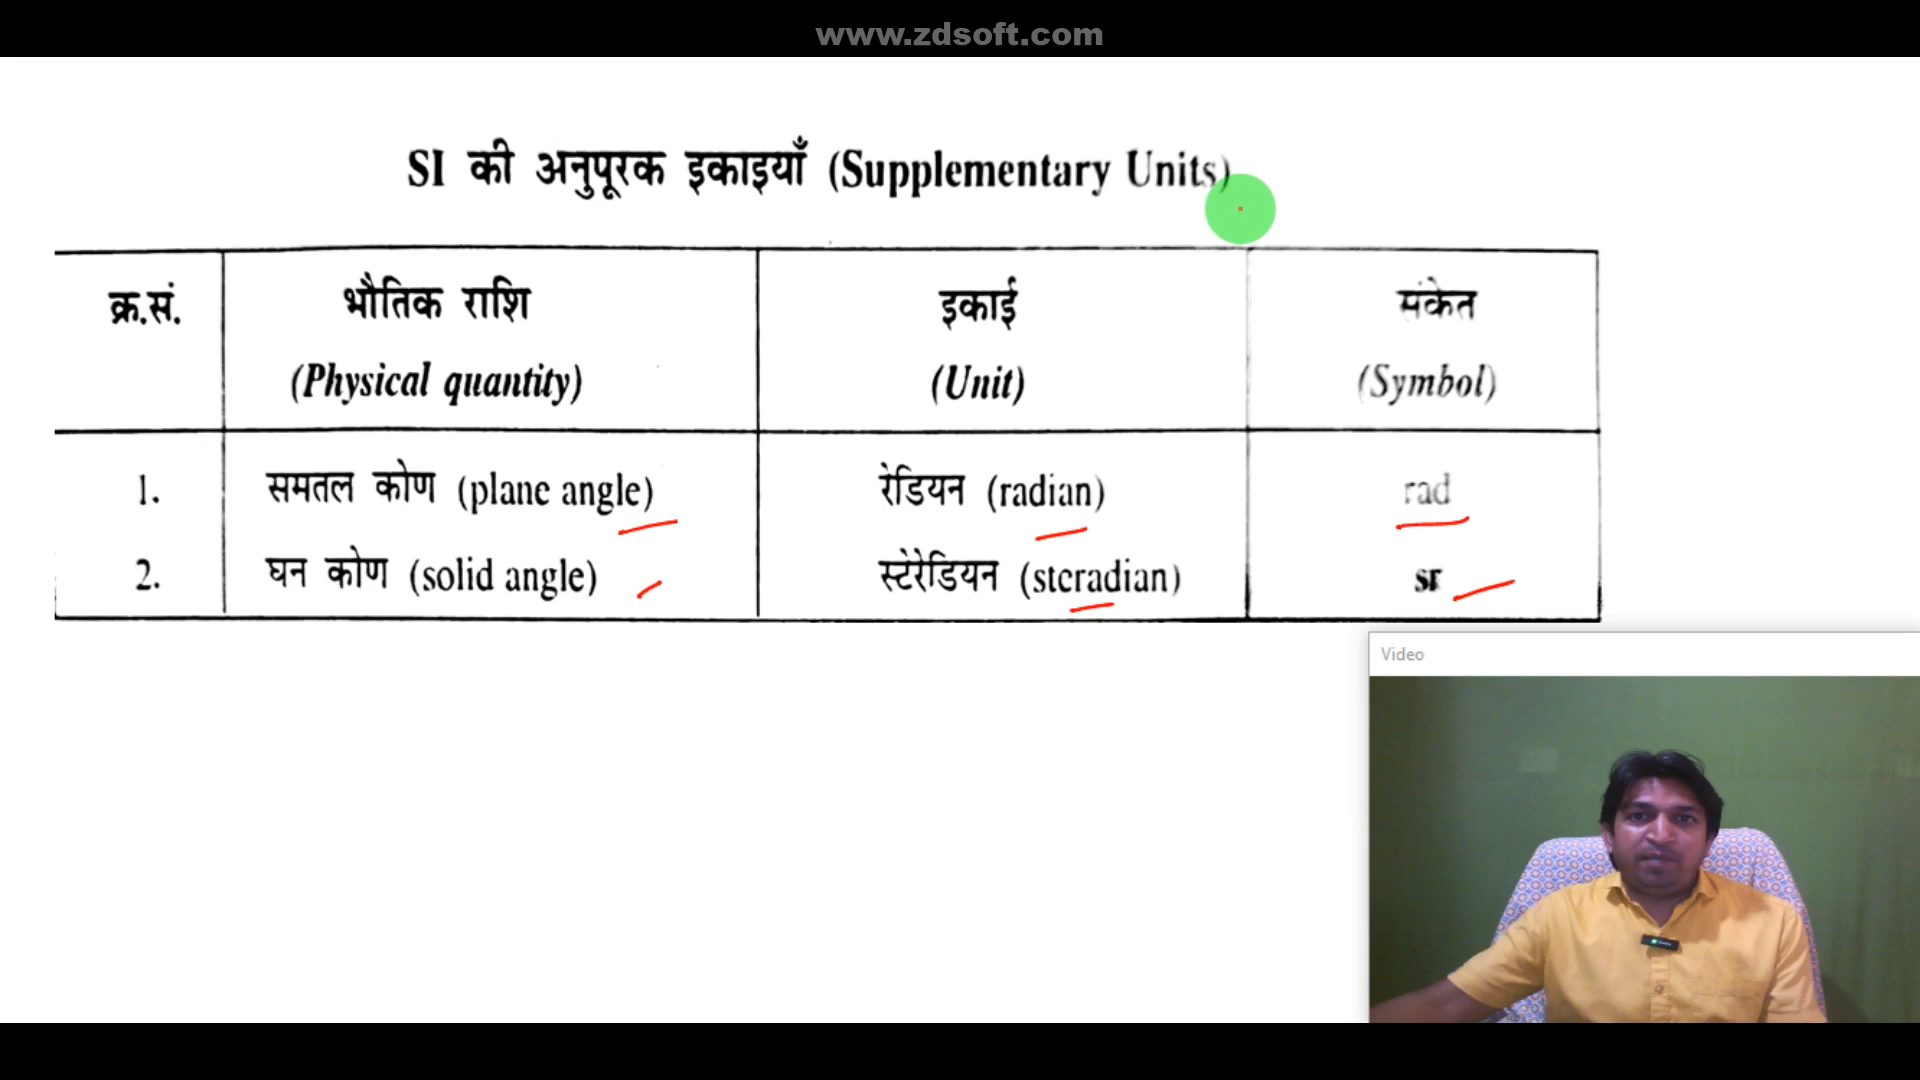 www.zdsoft.com
SI की अनुपूरक इकाइयाँ (Supplementary Units)
क्र.सं. भौतिक राशि इकाई संकेत
(Physical quantity) (Unit) (Symbol)
1. समतल कोण (plane angle) रेडियन (radian) rad
2. घन कोण (solid angle) स्टेरेडियन (steradian) sr
Video